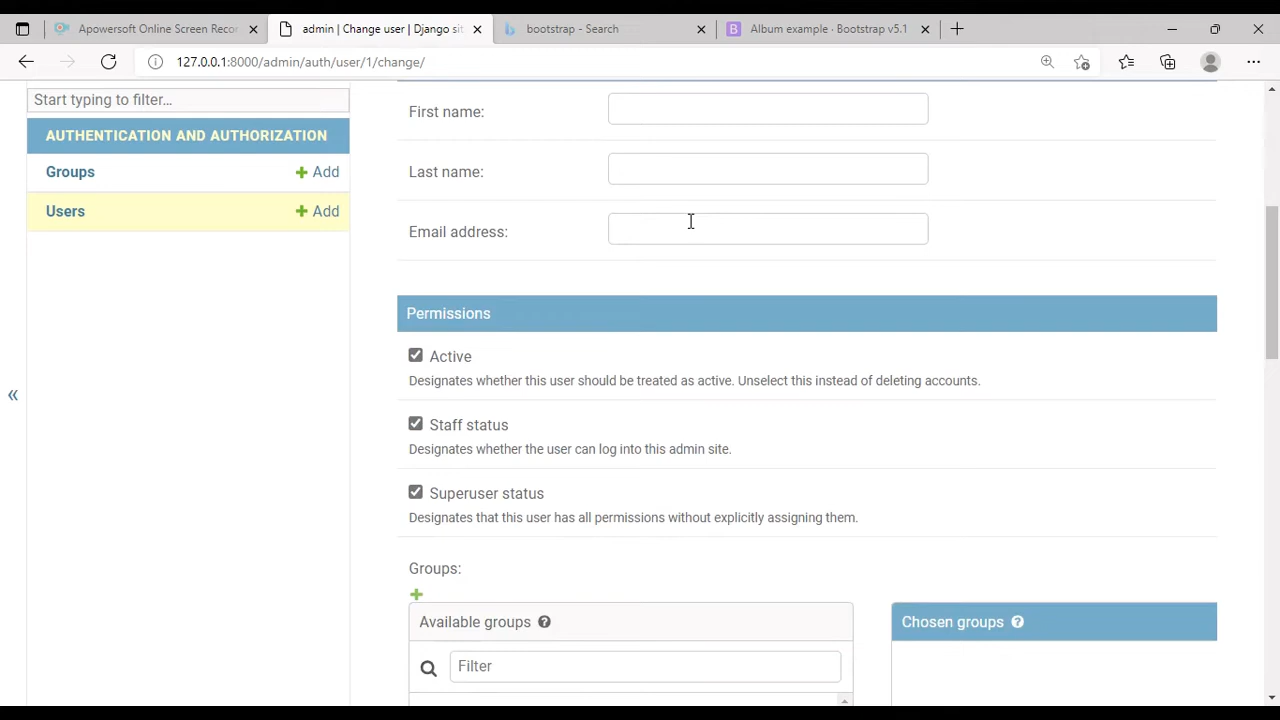 Apowersoft Online Screen Recor
admin | Change user | Django sit
bootstrap - Search
Album example · Bootstrap v5.1
127.0.0.1:8000/admin/auth/user/1/change/
Start typing to filter...
AUTHENTICATION AND AUTHORIZATION
Groups + Add
Users + Add
«
First name:
Last name:
Email address:
Permissions
Active
Designates whether this user should be treated as active. Unselect this instead of deleting accounts.
Staff status
Designates whether the user can log into this admin site.
Superuser status
Designates that this user has all permissions without explicitly assigning them.
Groups:
Available groups ?
Filter
Chosen groups ?